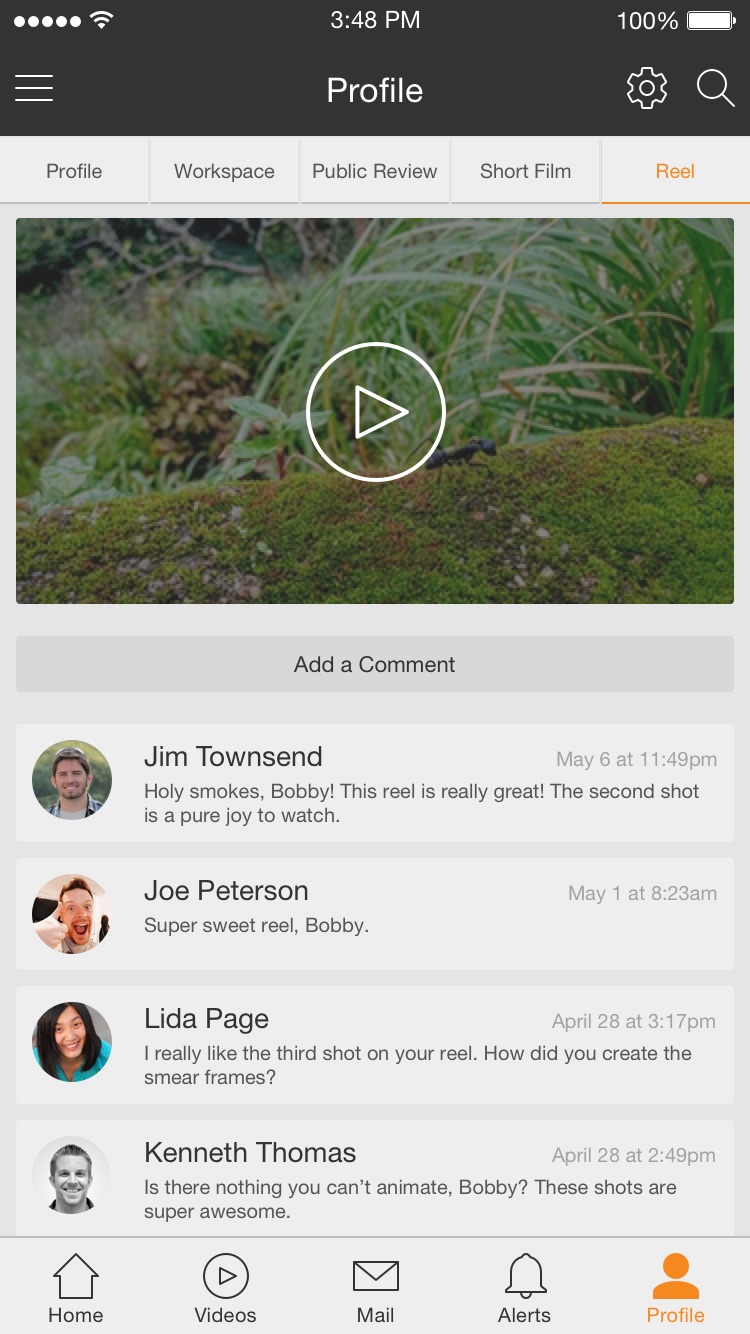 3:48 PM 100%
Profile
Profile Workspace Public Review Short Film Reel
Add a Comment
Jim Townsend May 6 at 11:49pm
Holy smokes, Bobby! This reel is really great! The second shot
is a pure joy to watch.
Joe Peterson May 1 at 8:23am
Super sweet reel, Bobby.
Lida Page April 28 at 3:17pm
I really like the third shot on your reel. How did you create the
smear frames?
Kenneth Thomas April 28 at 2:49pm
Is there nothing you can’t animate, Bobby? These shots are
super awesome.
Home Videos Mail Alerts Profile